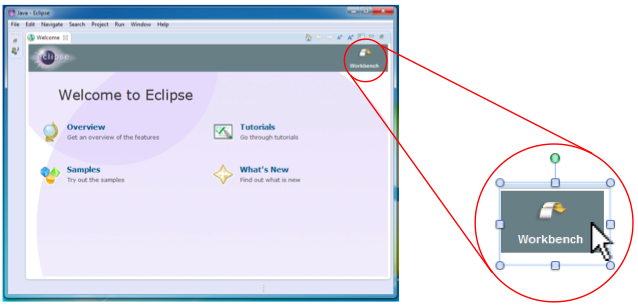 Java - Eclipse
File Edit Navigate Search Project Run Window Help
Welcome
eclipse
Workbench
Welcome to Eclipse
Overview
Get an overview of the features
Tutorials
Go through tutorials
Samples
Try out the samples
What's New
Find out what is new
Workbench